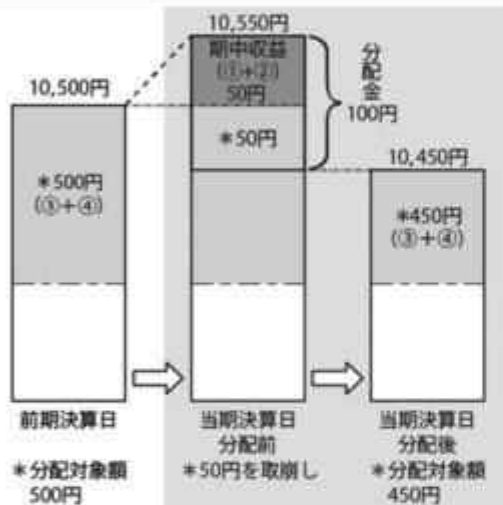 10,550円
期中収益
(①+②)
50円
*50円
分配金
100円
10,500円
*500円
(③+④)
10,450円
*450円
(③+④)
前期決算日
*分配対象額
500円
当期決算日
分配前
*50円を取崩し
当期決算日
分配後
*分配対象額
450円